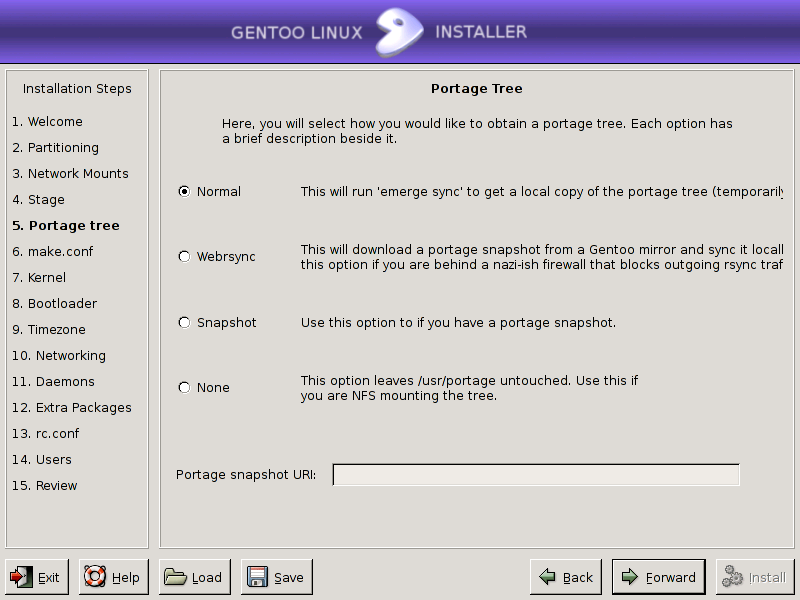 GENTOO LINUX INSTALLER
Installation Steps
1. Welcome
2. Partitioning
3. Network Mounts
4. Stage
5. Portage tree
6. make.conf
7. Kernel
8. Bootloader
9. Timezone
10. Networking
11. Daemons
12. Extra Packages
13. rc.conf
14. Users
15. Review
Portage Tree
Here, you will select how you would like to obtain a portage tree. Each option has
a brief description beside it.
Normal
This will run 'emerge sync' to get a local copy of the portage tree (temporarily
Webrsync
This will download a portage snapshot from a Gentoo mirror and sync it locall
this option if you are behind a nazi-ish firewall that blocks outgoing rsync traf
Snapshot
Use this option to if you have a portage snapshot.
None
This option leaves /usr/portage untouched. Use this if
you are NFS mounting the tree.
Portage snapshot URI:
Exit
Help
Load
Save
Back
Forward
Install